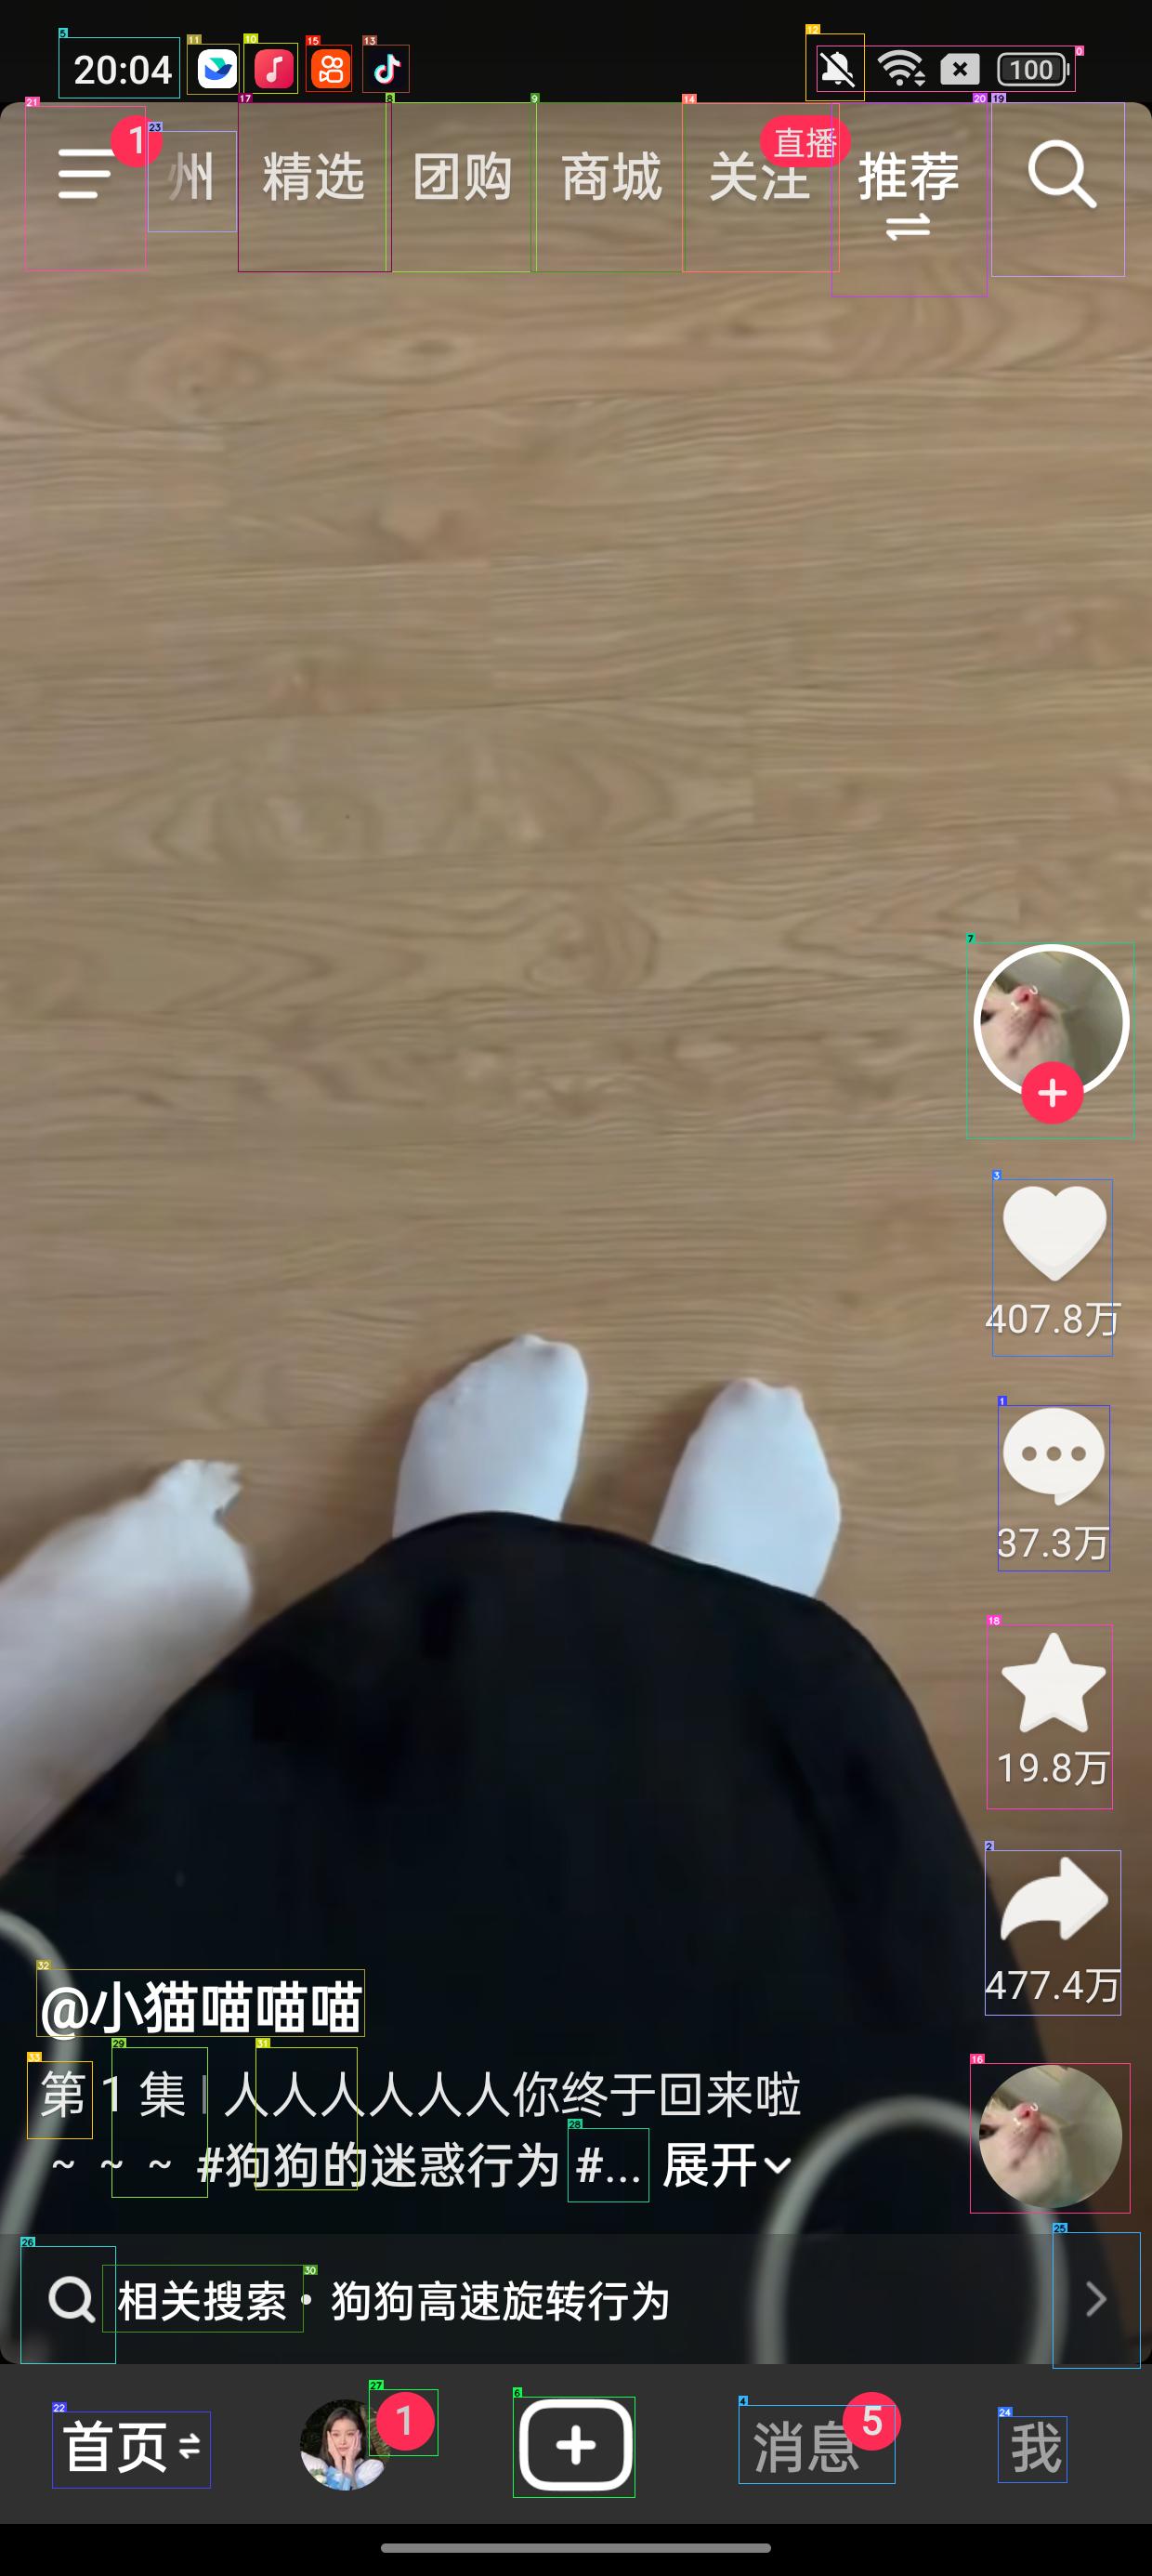 20:04
100
1
州 精选 团购 商城 关注 直播 推荐
407.8万
37.3万
19.8万
477.4万
@小猫喵喵喵
第 1 集 | 人人人人人人你终于回来啦
~ ~ ~ #狗狗的迷惑行为 #... 展开
相关搜索 · 狗狗高速旋转行为
首页 1 消息 5 我